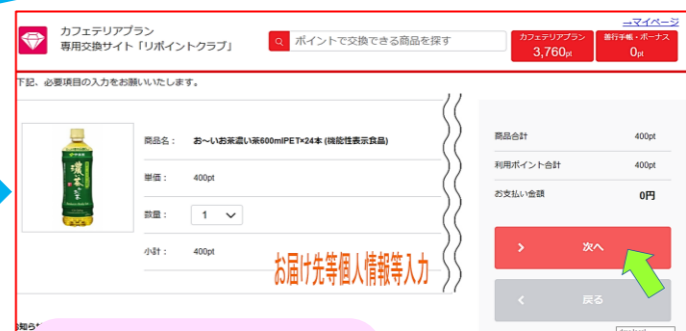 →マイページ
カフェテリアプラン
専用交換サイト「リポイントクラブ」
ポイントで交換できる商品を探す
カフェテリアプラン
3,760pt
善行手帳・ボーナス
0pt
下記、必要項目の入力をお願いいたします。
商品名： お～いお茶濃い茶600mlPET×24本 (機能性表示食品)
単価： 400pt
数量： 1
小計： 400pt
お届け先等個人情報等入力
商品合計 400pt
利用ポイント合計 400pt
お支払い金額 0円
> 次へ
< 戻る